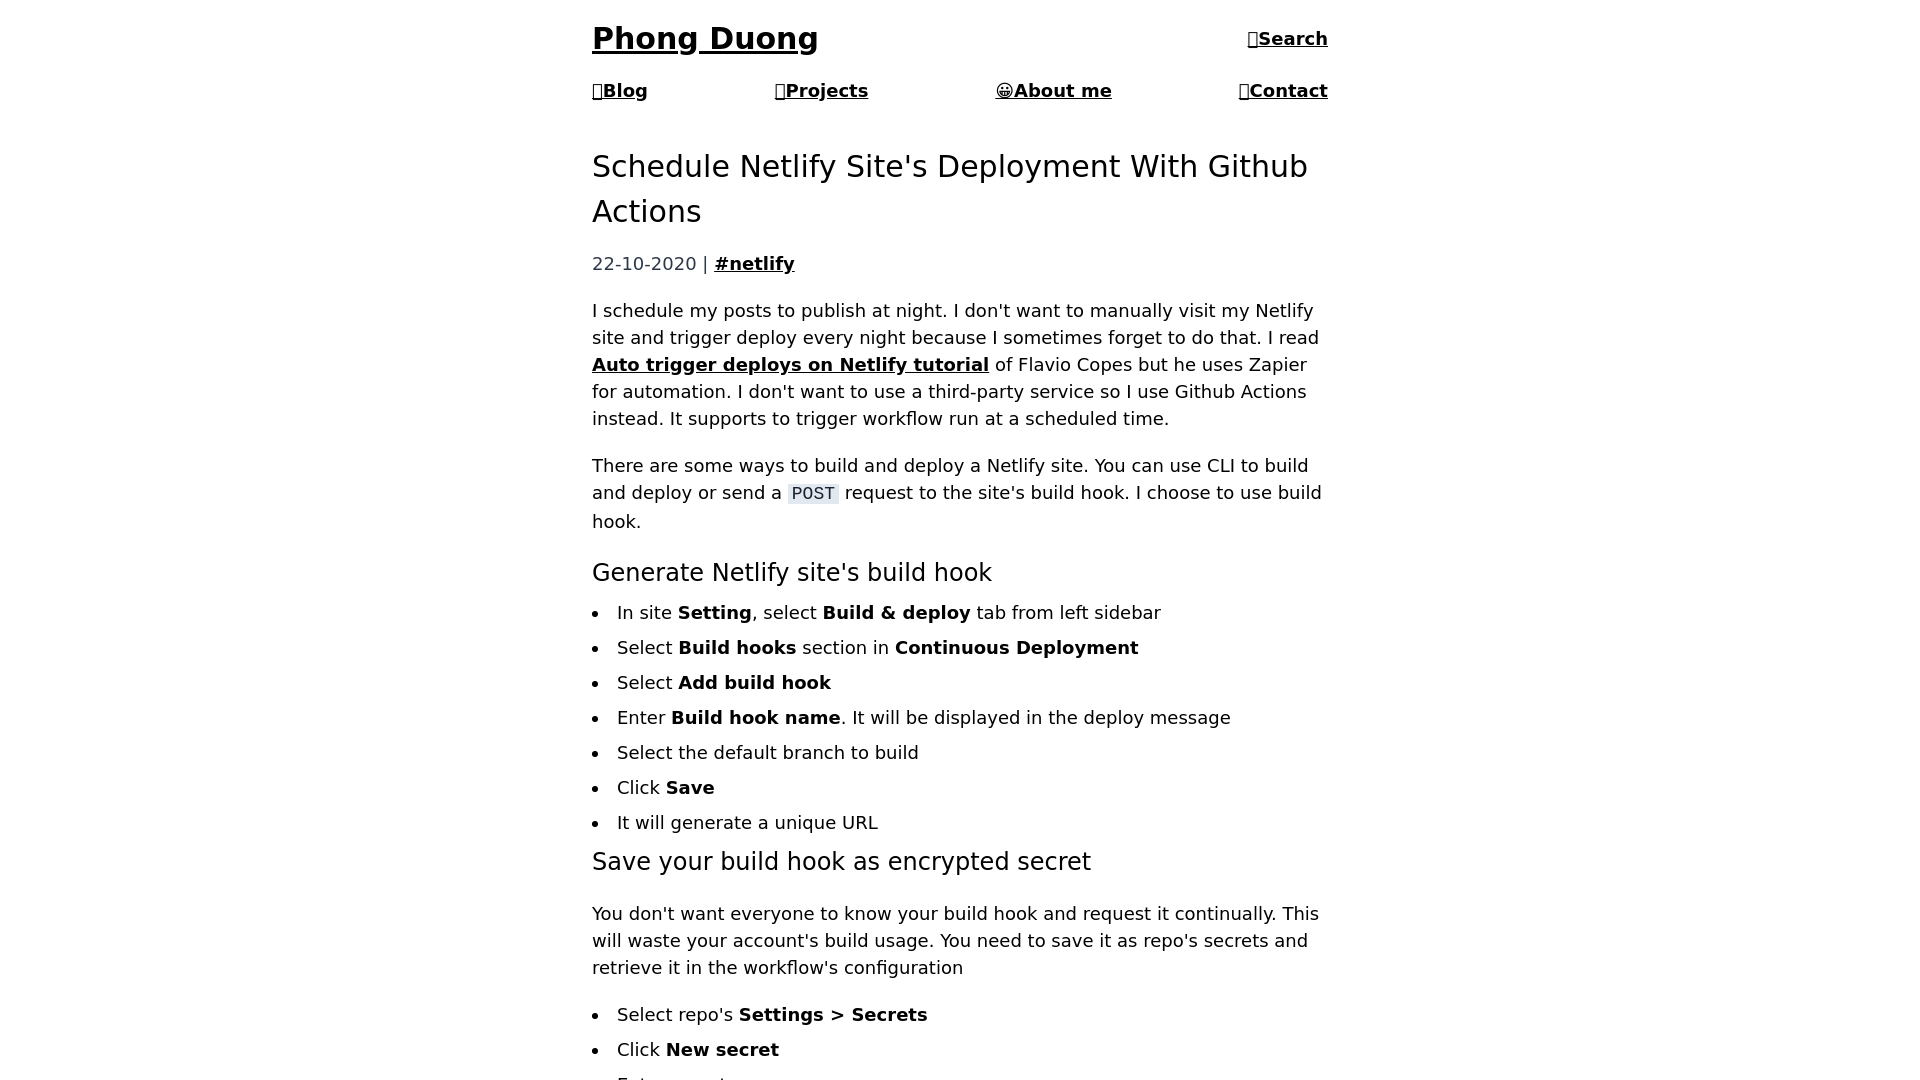 Phong Duong
Search
Blog
Projects
😀About me
Contact
Schedule Netlify Site's Deployment With Github
Actions
22-10-2020 | #netlify
I schedule my posts to publish at night. I don't want to manually visit my Netlify
site and trigger deploy every night because I sometimes forget to do that. I read
Auto trigger deploys on Netlify tutorial of Flavio Copes but he uses Zapier
for automation. I don't want to use a third-party service so I use Github Actions
instead. It supports to trigger workflow run at a scheduled time.
There are some ways to build and deploy a Netlify site. You can use CLI to build
and deploy or send a POST request to the site's build hook. I choose to use build
hook.
Generate Netlify site's build hook
• In site Setting, select Build & deploy tab from left sidebar
• Select Build hooks section in Continuous Deployment
• Select Add build hook
• Enter Build hook name. It will be displayed in the deploy message
• Select the default branch to build
• Click Save
• It will generate a unique URL
Save your build hook as encrypted secret
You don't want everyone to know your build hook and request it continually. This
will waste your account's build usage. You need to save it as repo's secrets and
retrieve it in the workflow's configuration
• Select repo's Settings > Secrets
• Click New secret